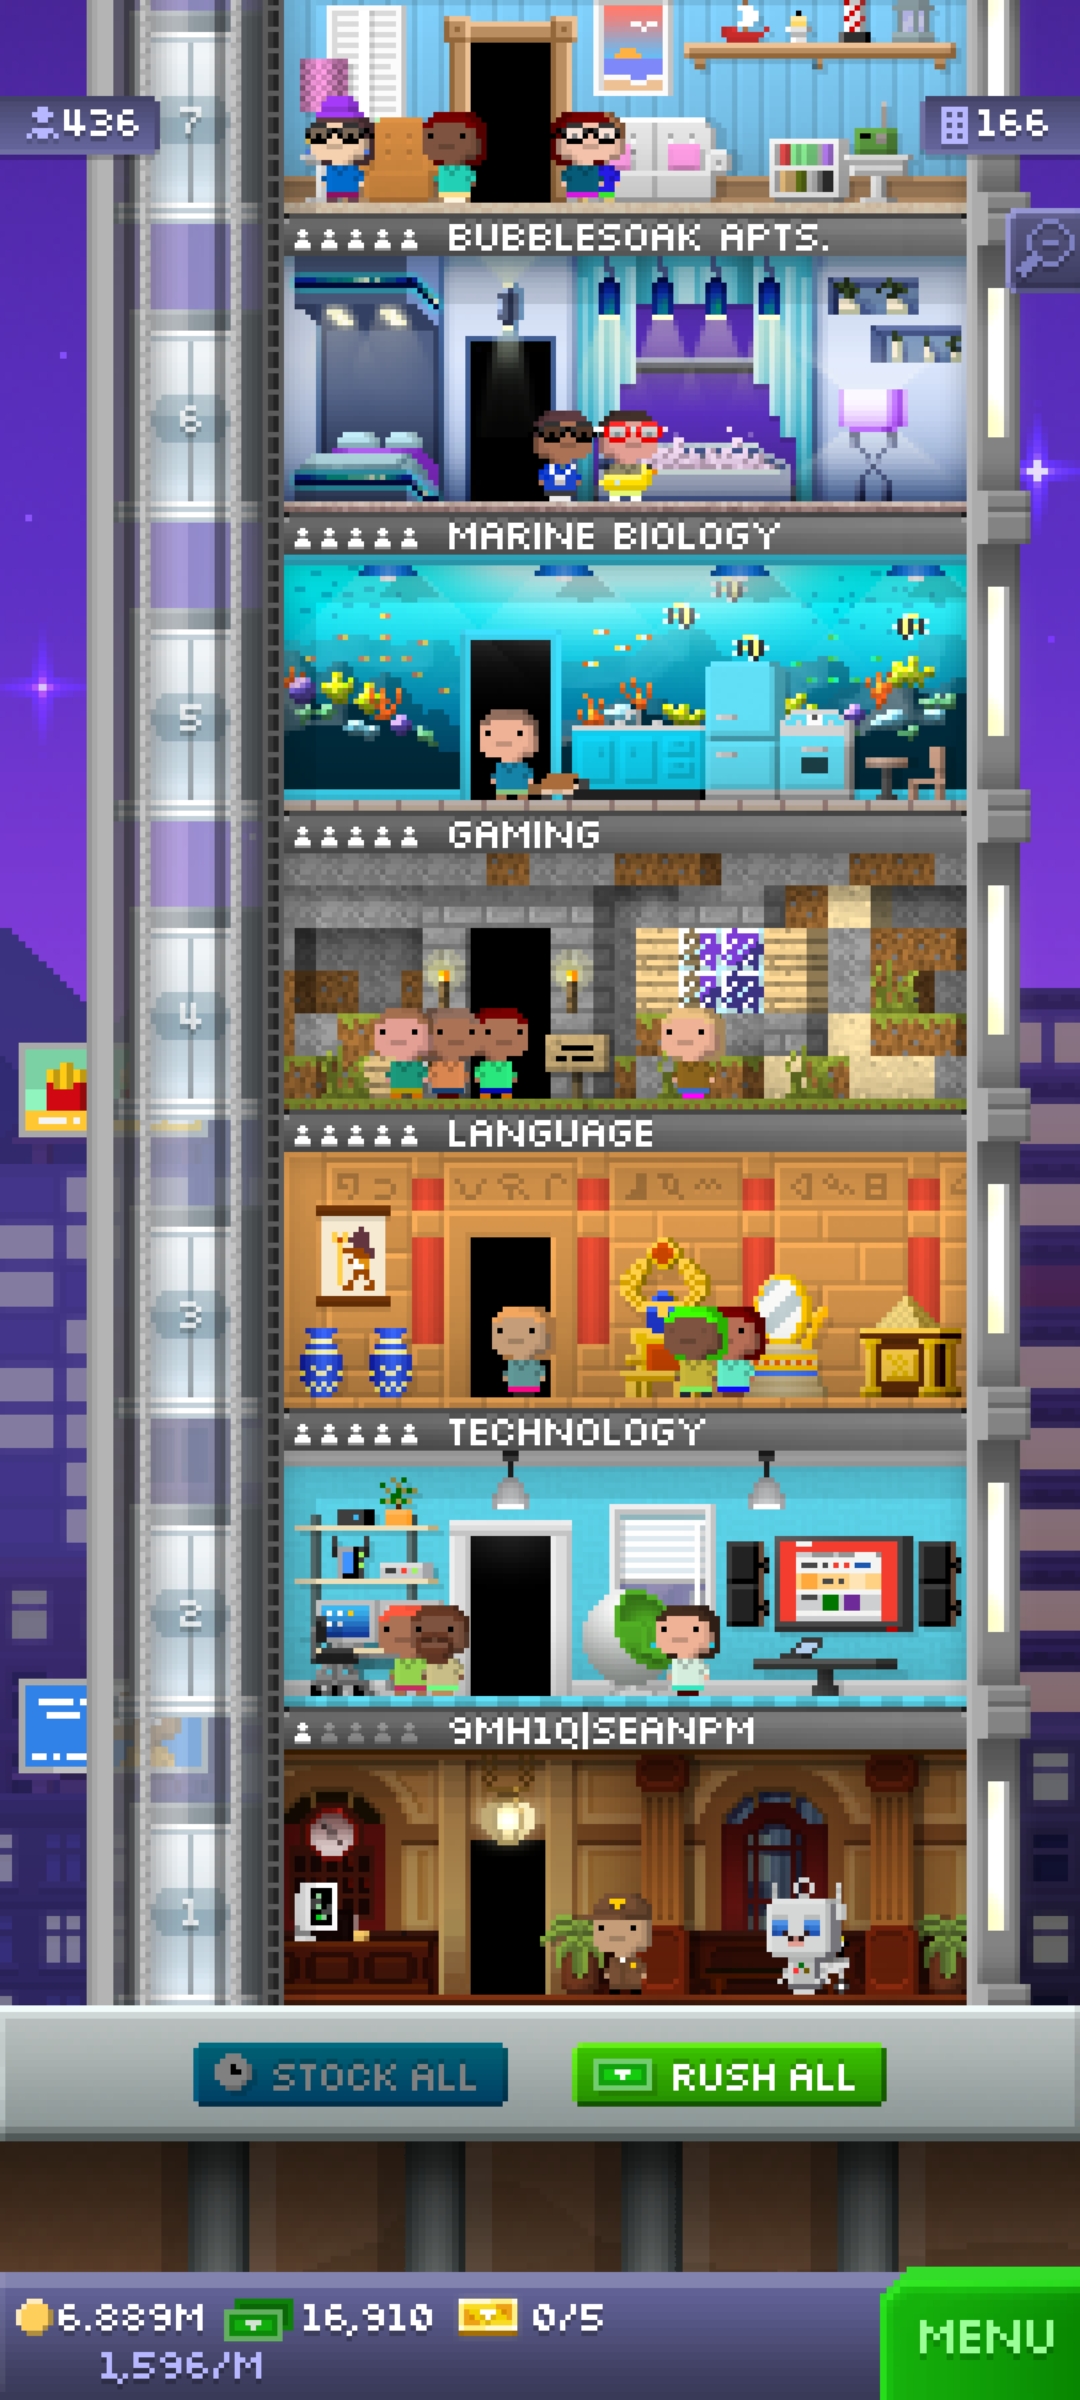 436
7
166
BUBBLESOAK APTS.
6
MARINE BIOLOGY
5
GAMING
4
LANGUAGE
3
TECHNOLOGY
2
9MH1Q|SEANPM
1
STOCK ALL
RUSH ALL
6.889M
16,910
0/5
1,596/M
MENU